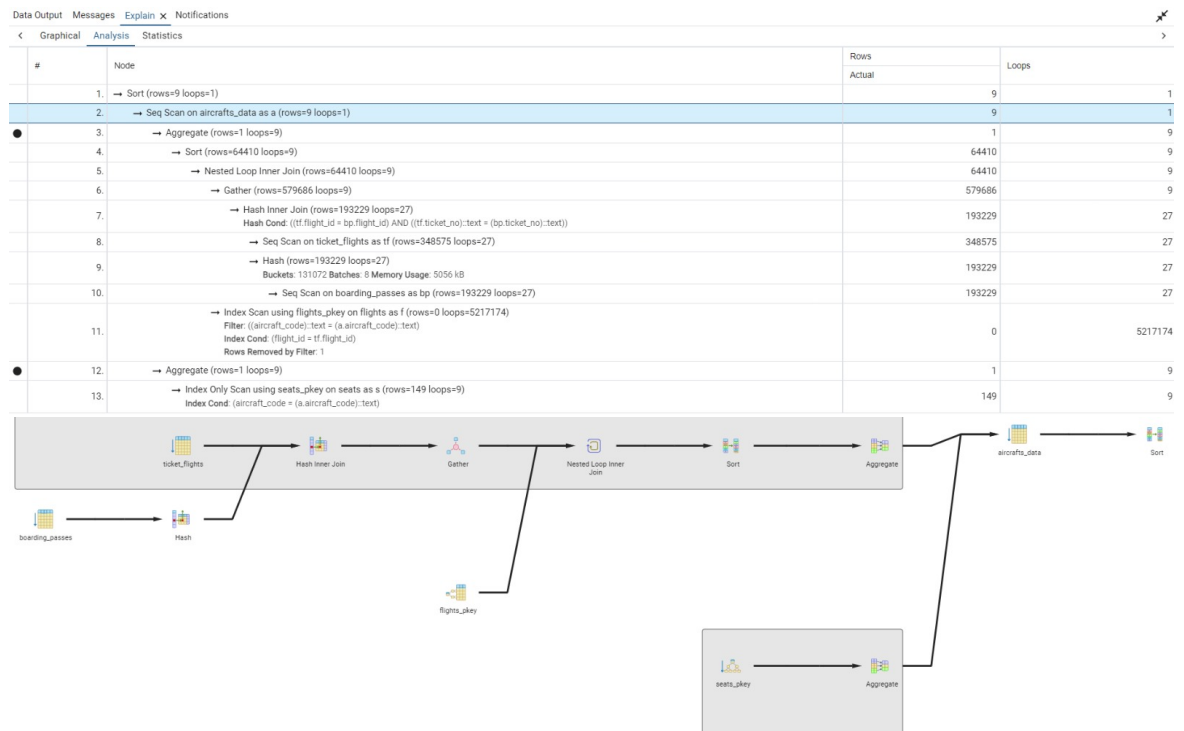 Data Output Messages Explain x Notifications
< Graphical Analysis Statistics >
# Node Rows Loops
Actual
1. → Sort (rows=9 loops=1) 9 1
2. → Seq Scan on aircrafts_data as a (rows=9 loops=1) 9 1
3. → Aggregate (rows=1 loops=9) 1 9
4. → Sort (rows=64410 loops=9) 64410 9
5. → Nested Loop Inner Join (rows=64410 loops=9) 64410 9
6. → Gather (rows=579686 loops=9) 579686 9
7. → Hash Inner Join (rows=193229 loops=27) 193229 27
Hash Cond: ((tf.flight_id = bp.flight_id) AND ((tf.ticket_no)::text = (bp.ticket_no)::text))
8. → Seq Scan on ticket_flights as tf (rows=348575 loops=27) 348575 27
9. → Hash (rows=193229 loops=27) 193229 27
Buckets: 131072 Batches: 8 Memory Usage: 5056 kB
10. → Seq Scan on boarding_passes as bp (rows=193229 loops=27) 193229 27
11. → Index Scan using flights_pkey on flights as f (rows=0 loops=5217174) 0 5217174
Filter: ((aircraft_code)::text = (a.aircraft_code)::text)
Index Cond: (flight_id = tf.flight_id)
Rows Removed by Filter: 1
12. → Aggregate (rows=1 loops=9) 1 9
13. → Index Only Scan using seats_pkey on seats as s (rows=149 loops=9) 149 9
Index Cond: (aircraft_code = (a.aircraft_code)::text)
ticket_flights Hash Inner Join Gather Nested Loop Inner Join Sort Aggregate aircrafts_data Sort
boarding_passes Hash
flights_pkey
seats_pkey Aggregate